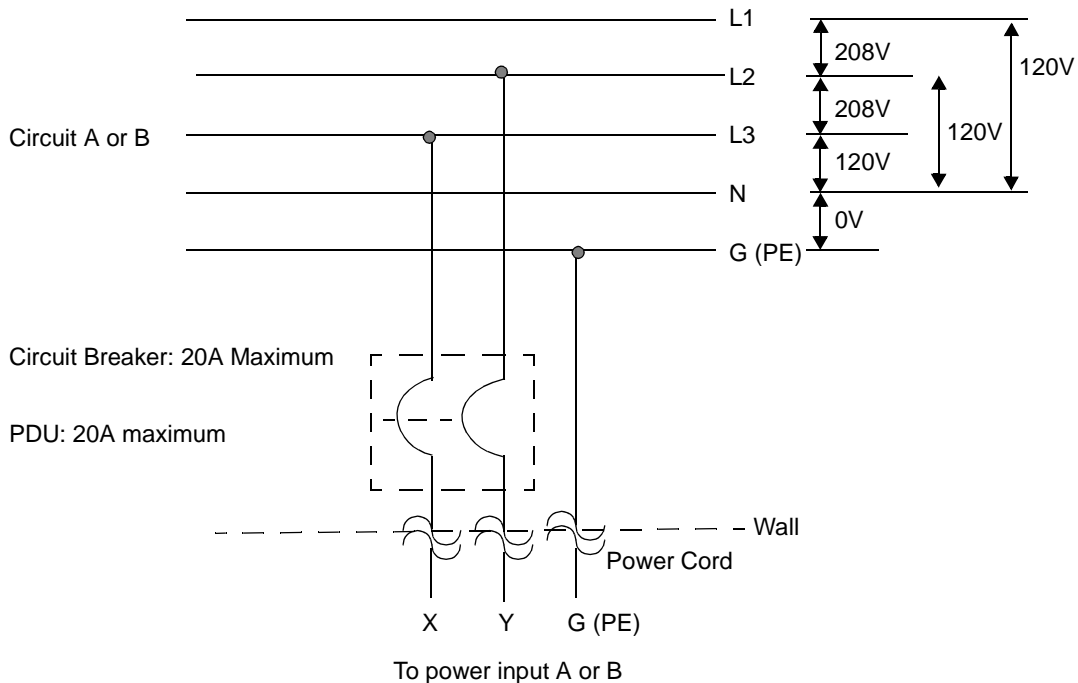 L1
208V
120V
L2
208V
120V
Circuit A or B
L3
120V
N
0V
G (PE)
Circuit Breaker: 20A Maximum
PDU: 20A maximum
Wall
Power Cord
X
Y
G (PE)
To power input A or B